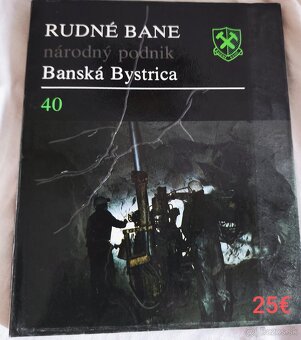 RUDNÉ BANE
národný podnik
Banská Bystrica
40
25€